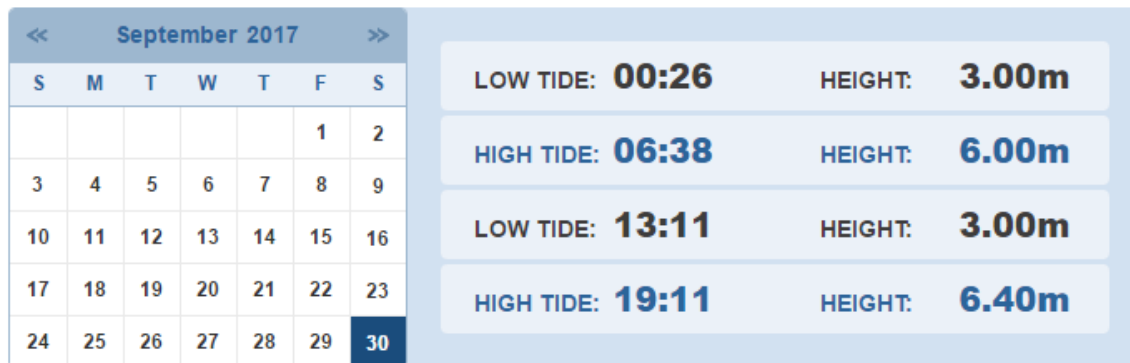 « September 2017 »
S M T W T F S
1 2
3 4 5 6 7 8 9
10 11 12 13 14 15 16
17 18 19 20 21 22 23
24 25 26 27 28 29 30
LOW TIDE: 00:26 HEIGHT: 3.00m
HIGH TIDE: 06:38 HEIGHT: 6.00m
LOW TIDE: 13:11 HEIGHT: 3.00m
HIGH TIDE: 19:11 HEIGHT: 6.40m